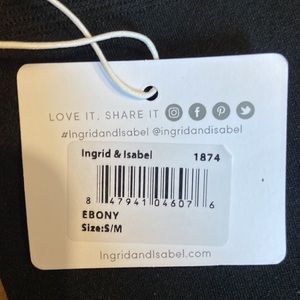 LOVE IT, SHARE IT
#IngridandIsabel @ingridandisabel
Ingrid & Isabel 1874
8 47941 04607 6
EBONY
Size:S/M
IngridandIsabel.com